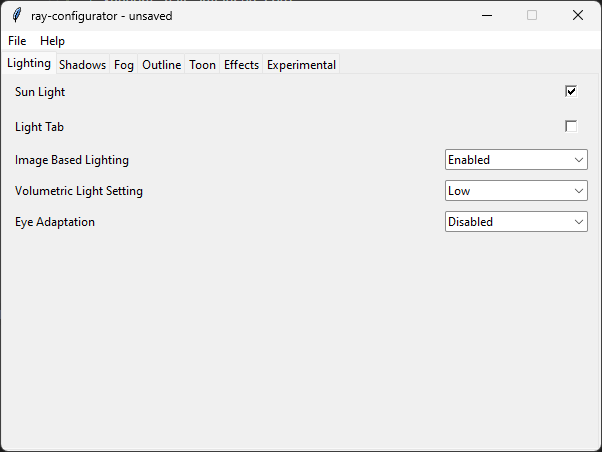 ray-configurator - unsaved
File Help
Lighting Shadows Fog Outline Toon Effects Experimental
Sun Light
Light Tab
Image Based Lighting Enabled
Volumetric Light Setting Low
Eye Adaptation Disabled